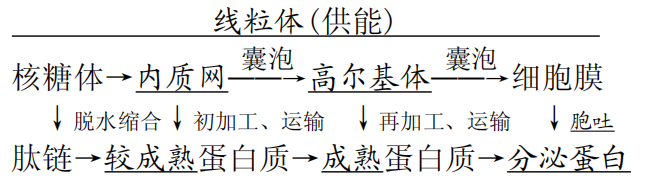 线粒体(供能)
囊泡 囊泡
核糖体→内质网→高尔基体→细胞膜
↓脱水缩合↓初加工、运输 ↓再加工、运输 ↓胞吐
肽链→较成熟蛋白质→成熟蛋白质→分泌蛋白